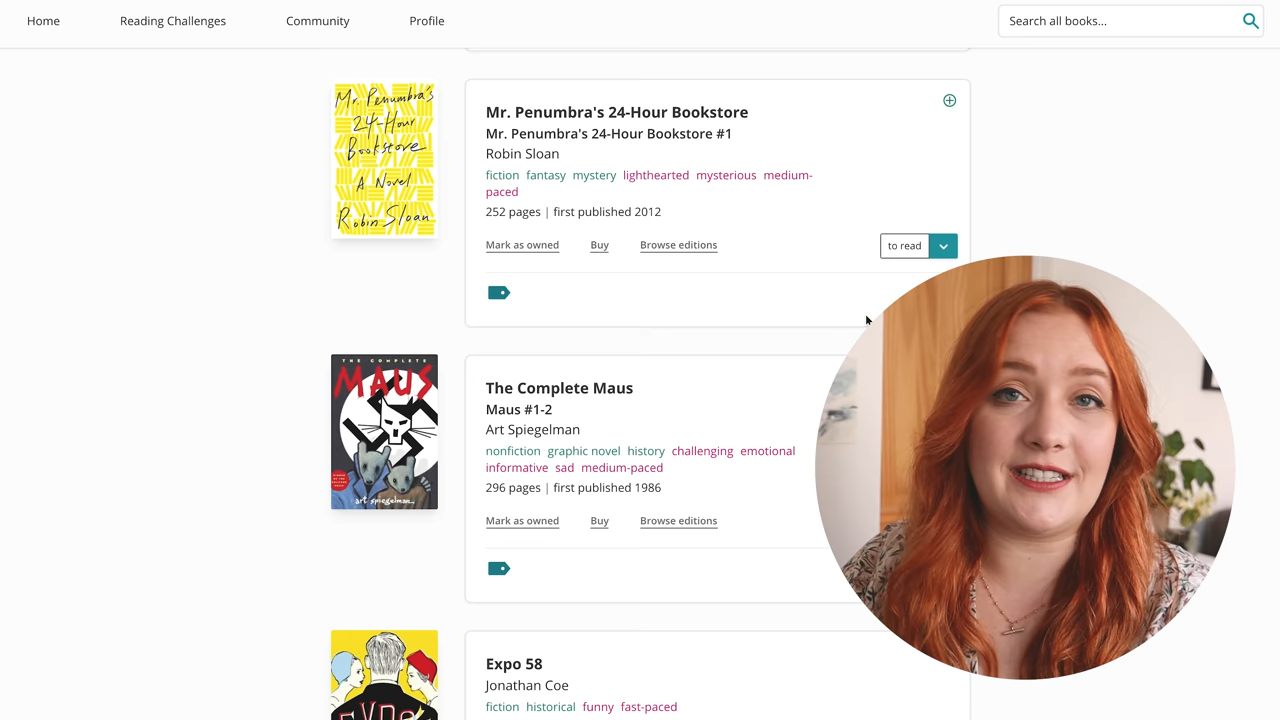 Home
Reading Challenges
Community
Profile
Search all books...
Mr. Penumbra's
24-Hour
Bookstore
A Novel
Robin Sloan
Mr. Penumbra's 24-Hour Bookstore
Mr. Penumbra's 24-Hour Bookstore #1
Robin Sloan
fiction fantasy mystery lighthearted mysterious medium-
paced
252 pages | first published 2012
Mark as owned
Buy
Browse editions
to read
THE COMPLETE
MAUS
art spiegelman
The Complete Maus
Maus #1-2
Art Spiegelman
nonfiction graphic novel history challenging emotional
informative sad medium-paced
296 pages | first published 1986
Mark as owned
Buy
Browse editions
Expo 58
Jonathan Coe
fiction historical funny fast-paced